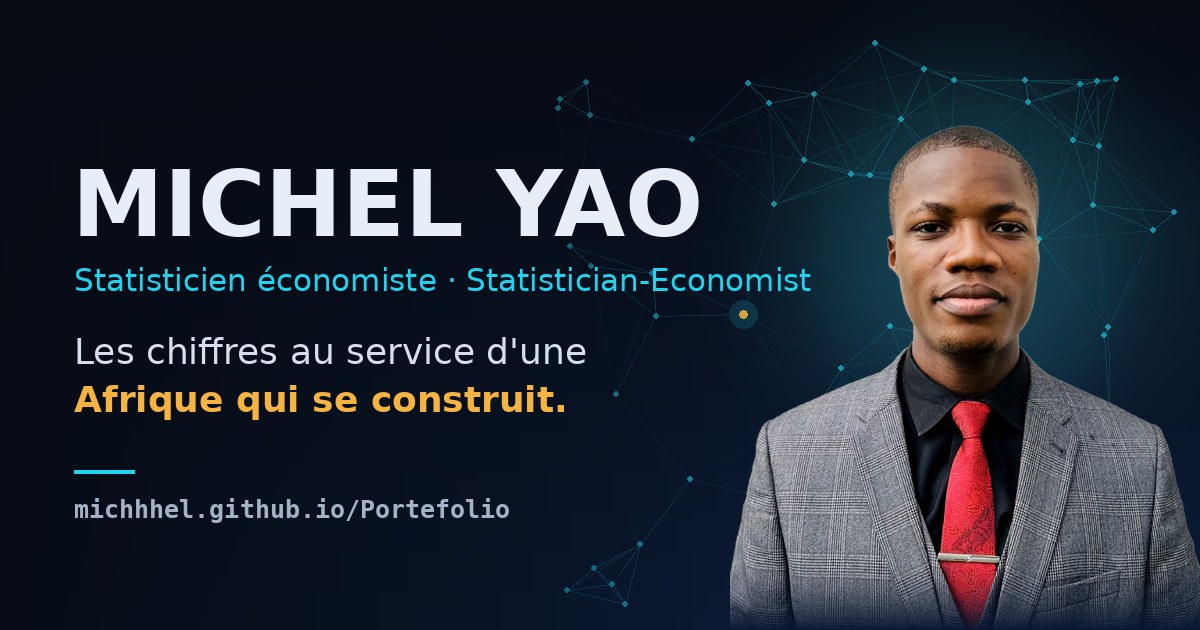 MICHEL YAO
Statisticien économiste · Statistician-Economist
Les chiffres au service d'une
Afrique qui se construit.
michhhel.github.io/Portefolio